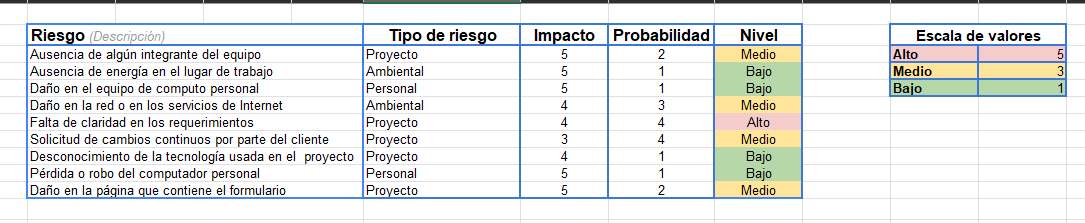 Riesgo (Descripción) Tipo de riesgo Impacto Probabilidad Nivel Escala de valores
Ausencia de algún integrante del equipo Proyecto 5 2 Medio Alto 5
Ausencia de energía en el lugar de trabajo Ambiental 5 1 Bajo Medio 3
Daño en el equipo de computo personal Personal 5 1 Bajo Bajo 1
Daño en la red o en los servicios de Internet Ambiental 4 3 Medio
Falta de claridad en los requerimientos Proyecto 4 4 Alto
Solicitud de cambios continuos por parte del cliente Proyecto 3 4 Medio
Desconocimiento de la tecnología usada en el proyecto Proyecto 4 1 Bajo
Pérdida o robo del computador personal Personal 5 1 Bajo
Daño en la página que contiene el formulario Proyecto 5 2 Medio